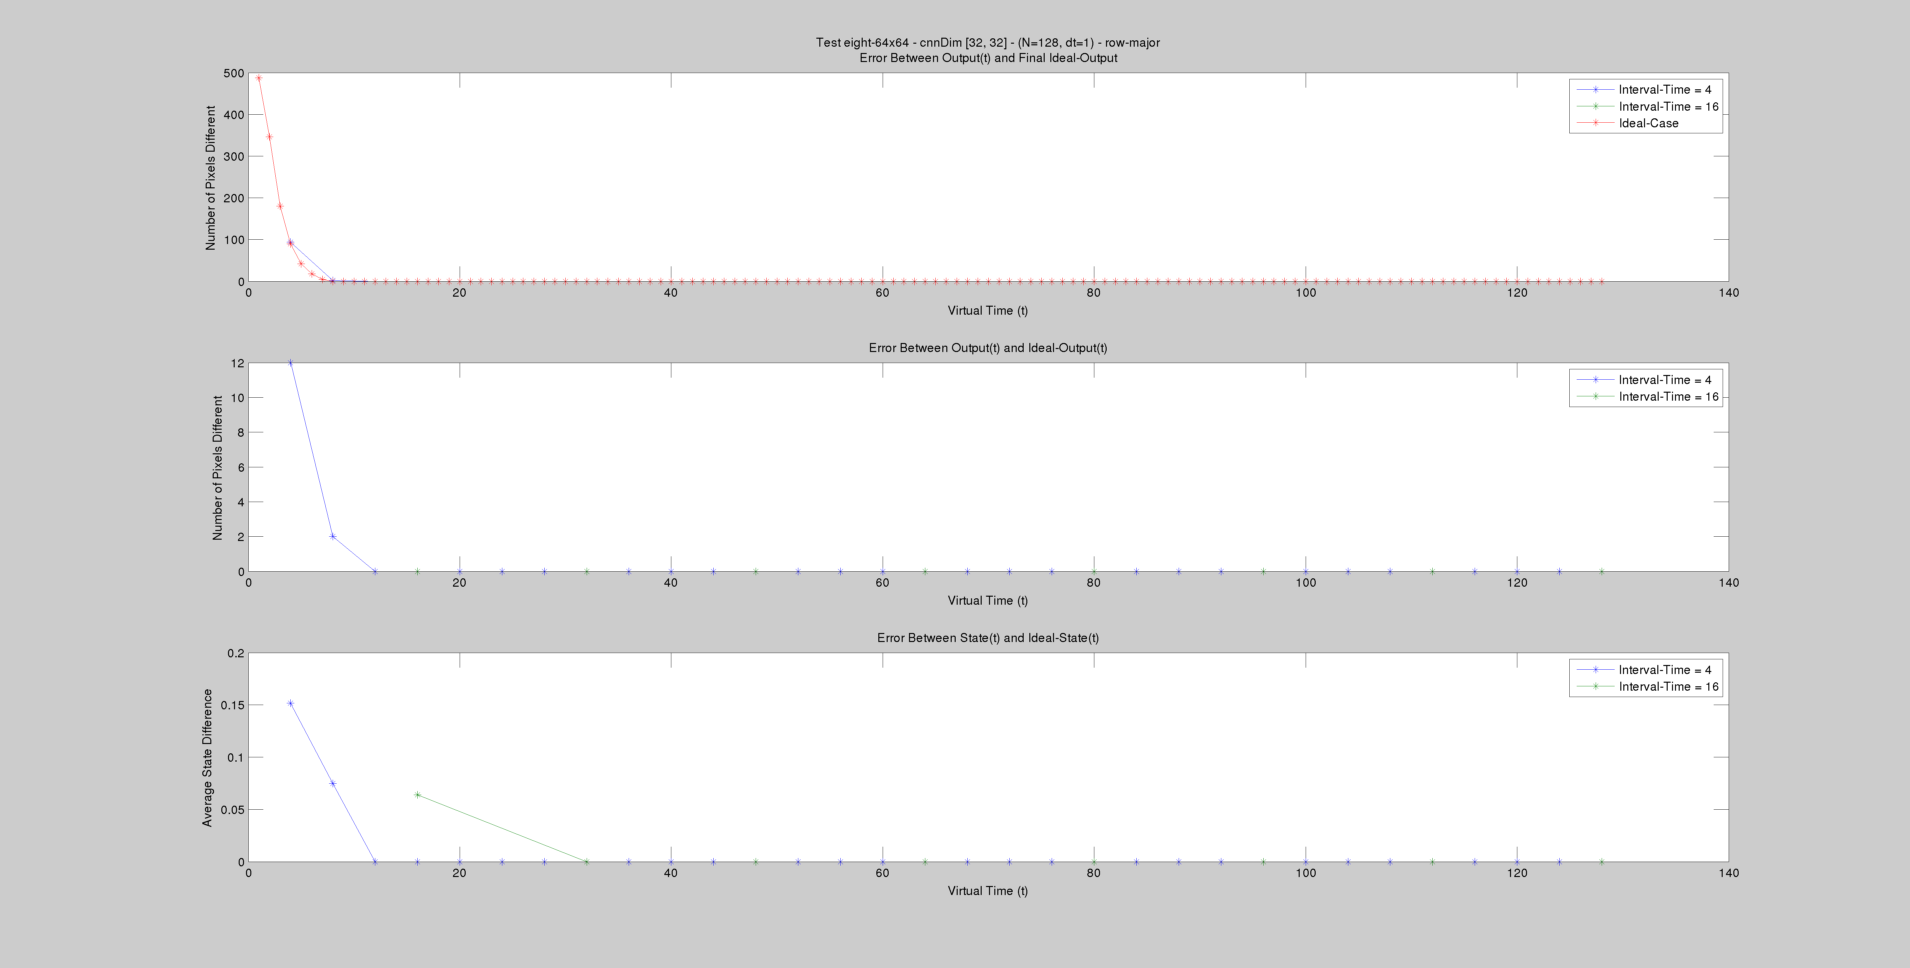 Test eight-64x64 - cnnDim [32, 32] - (N=128, dt=1) - row-major
Error Between Output(t) and Final Ideal-Output
Number of Pixels Different
500
400
300
200
100
0
0 20 40 60 80 100 120 140
Virtual Time (t)
Interval-Time = 4
Interval-Time = 16
Ideal-Case
Error Between Output(t) and Ideal-Output(t)
Number of Pixels Different
12
10
8
6
4
2
0
0 20 40 60 80 100 120 140
Virtual Time (t)
Interval-Time = 4
Interval-Time = 16
Error Between State(t) and Ideal-State(t)
Average State Difference
0.2
0.15
0.1
0.05
0
0 20 40 60 80 100 120 140
Virtual Time (t)
Interval-Time = 4
Interval-Time = 16